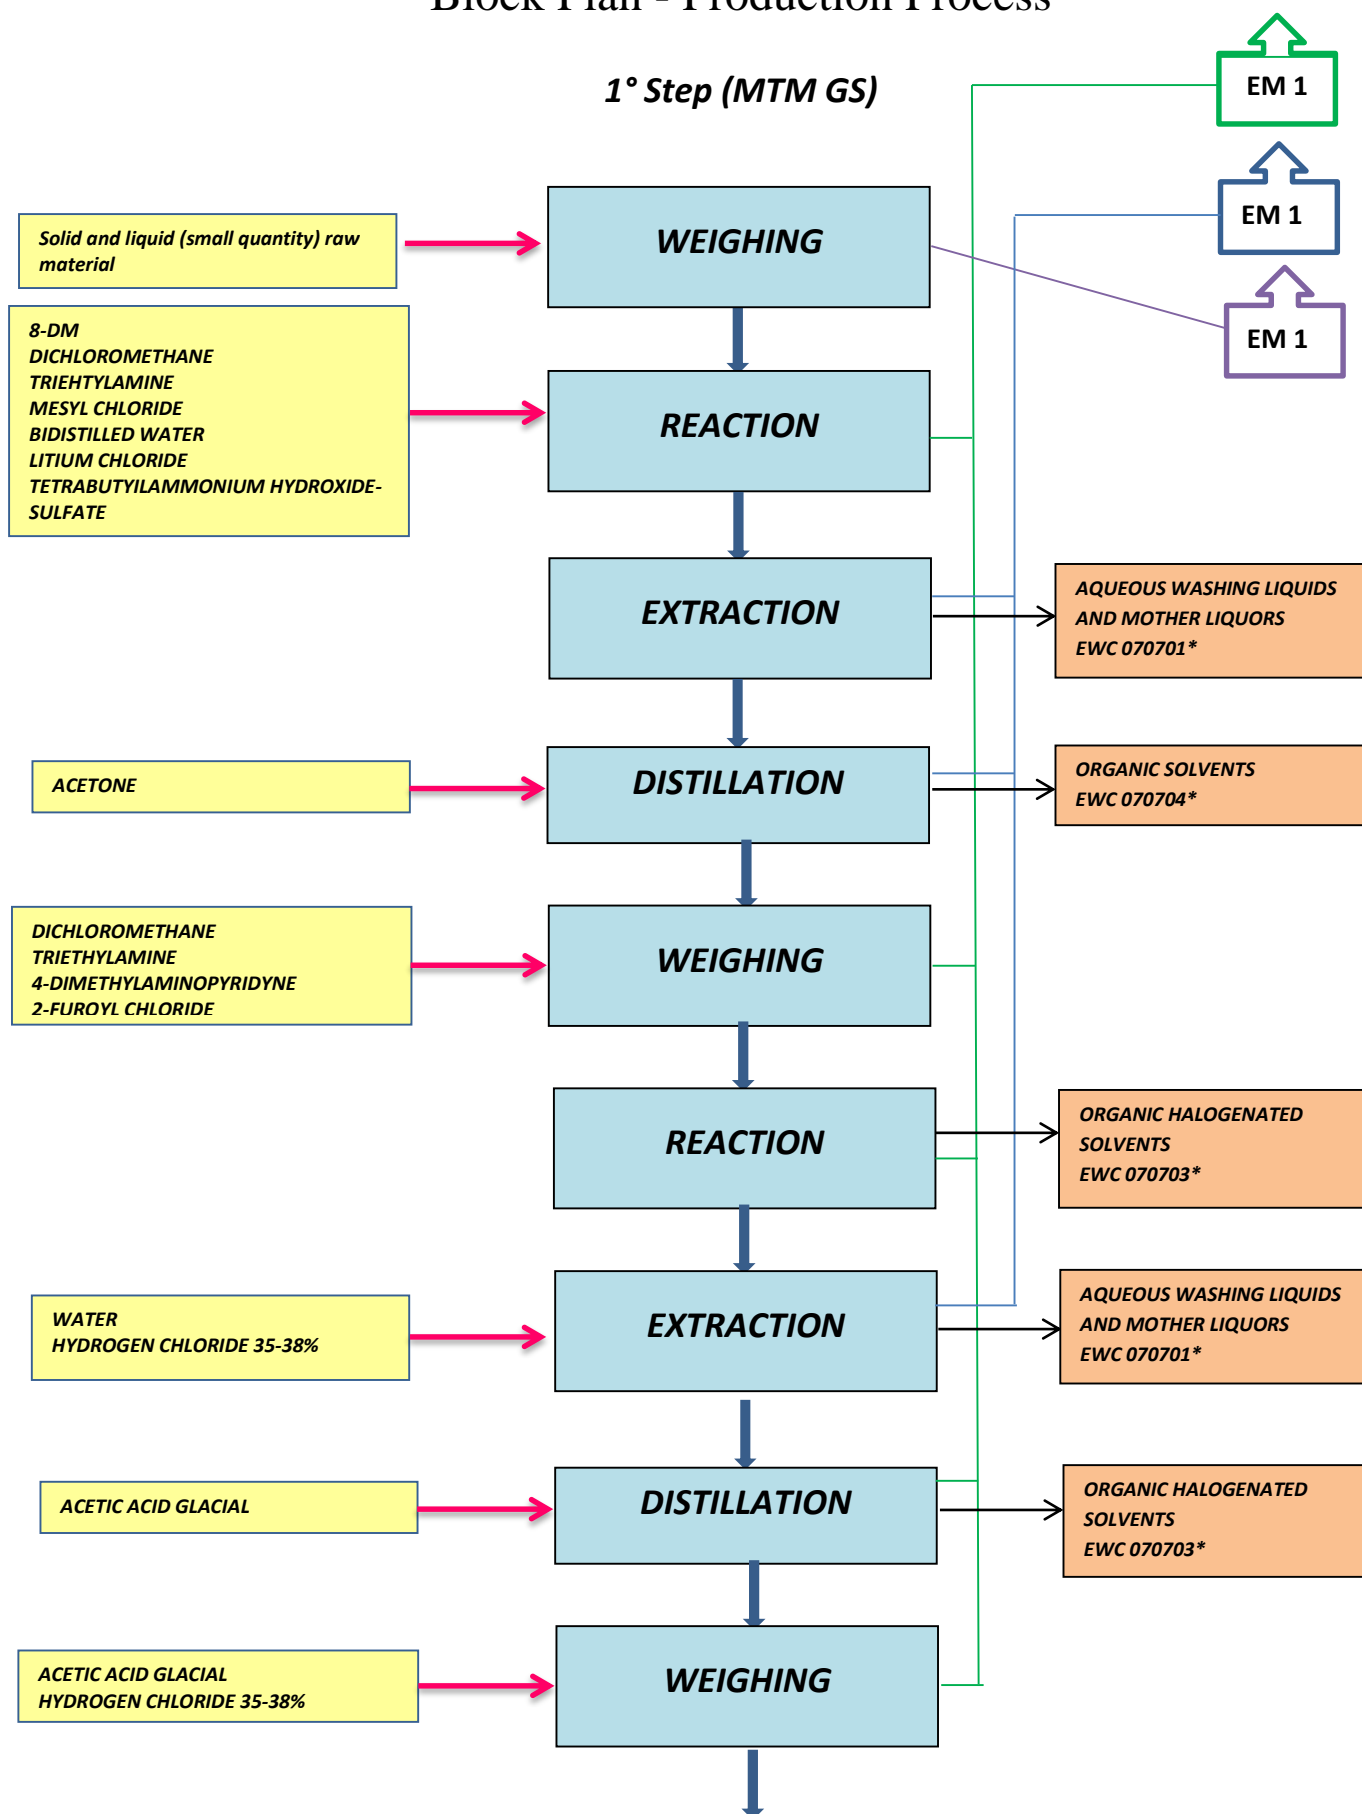 Block Plan - Production Process
1° Step (MTM GS)
EM 1
EM 1
EM 1
Solid and liquid (small quantity) raw
material
WEIGHING
8-DM
DICHLOROMETHANE
TRIEHTYLAMINE
MESYL CHLORIDE
BIDISTILLED WATER
LITIUM CHLORIDE
TETRABUTYILAMMONIUM HYDROXIDE-
SULFATE
REACTION
EXTRACTION
AQUEOUS WASHING LIQUIDS
AND MOTHER LIQUORS
EWC 070701*
ACETONE
DISTILLATION
ORGANIC SOLVENTS
EWC 070704*
DICHLOROMETHANE
TRIETHYLAMINE
4-DIMETHYLAMINOPYRIDYNE
2-FUROYL CHLORIDE
WEIGHING
REACTION
ORGANIC HALOGENATED
SOLVENTS
EWC 070703*
WATER
HYDROGEN CHLORIDE 35-38%
EXTRACTION
AQUEOUS WASHING LIQUIDS
AND MOTHER LIQUORS
EWC 070701*
ACETIC ACID GLACIAL
DISTILLATION
ORGANIC HALOGENATED
SOLVENTS
EWC 070703*
ACETIC ACID GLACIAL
HYDROGEN CHLORIDE 35-38%
WEIGHING